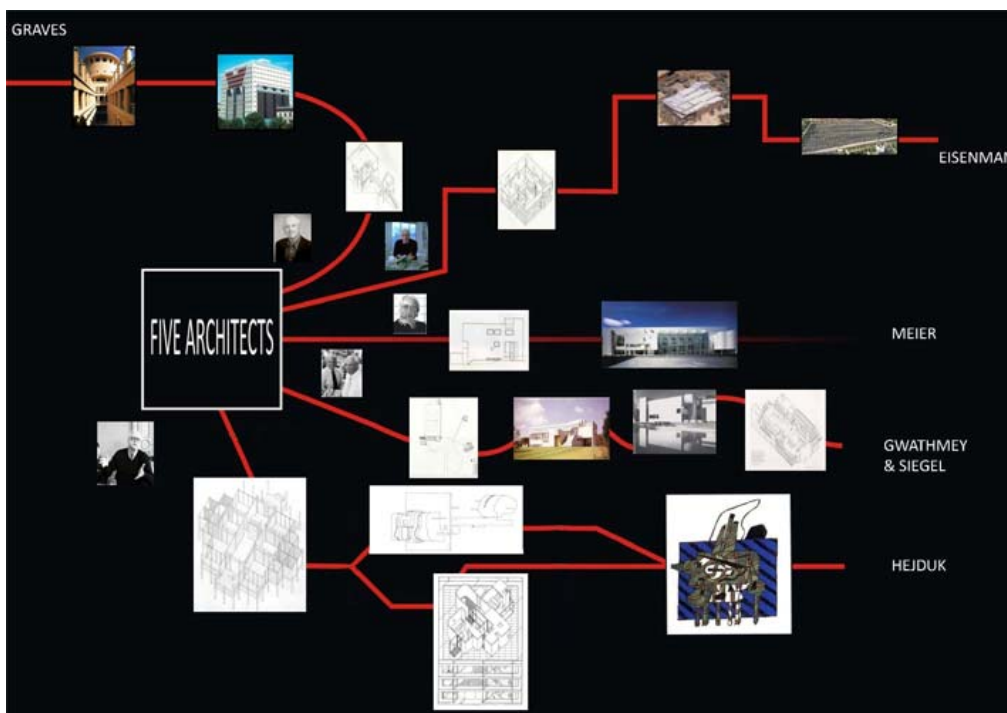 GRAVES
EISENMAN
FIVE ARCHITECTS
MEIER
GWATHMEY
& SIEGEL
HEJDUK